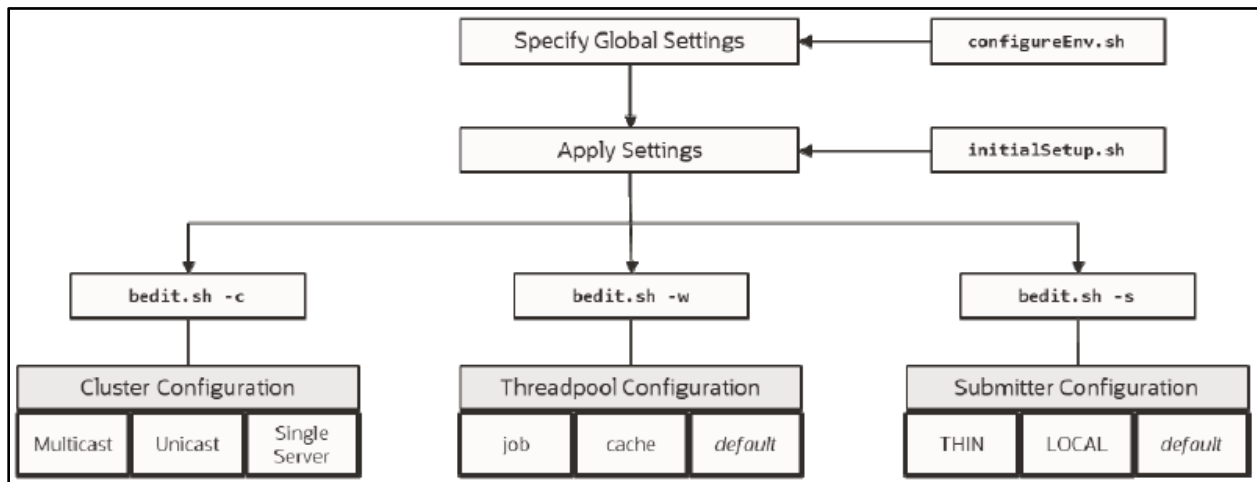 Specify Global Settings
configureEnv.sh
Apply Settings
initialSetup.sh
bedit.sh -c
bedit.sh -w
bedit.sh -s
Cluster Configuration
Threadpool Configuration
Submitter Configuration
Multicast
Unicast
Single
Server
job
cache
default
THIN
LOCAL
default